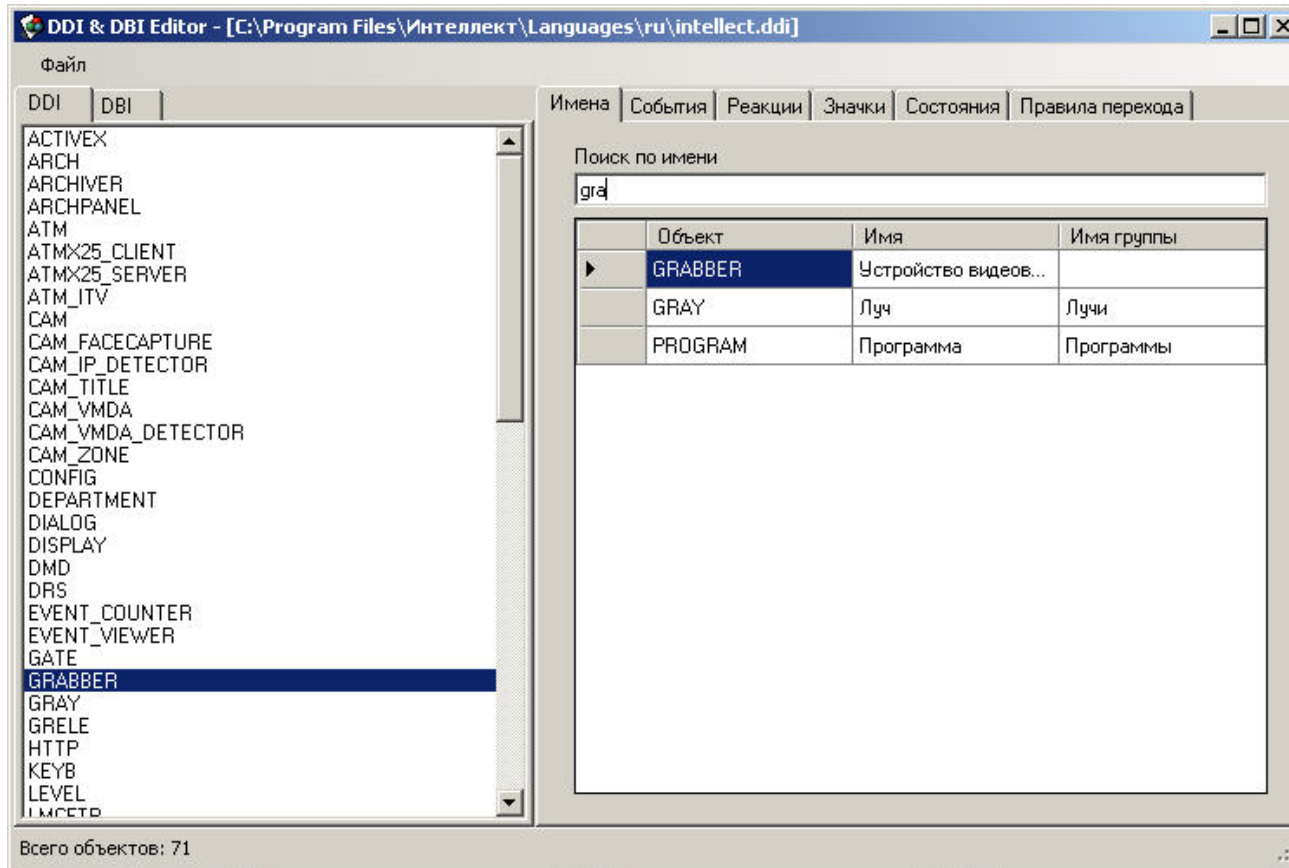 DDI & DBI Editor - [C:\Program Files\Интеллект\Languages\ru\intellect.ddi]
Файл
DDI DBI
ACTIVEX
ARCH
ARCHIVER
ARCHPANEL
ATM
ATMX25_CLIENT
ATMX25_SERVER
ATM_ITV
CAM
CAM_FACECAPTURE
CAM_IP_DETECTOR
CAM_TITLE
CAM_VMDA
CAM_VMDA_DETECTOR
CAM_ZONE
CONFIG
DEPARTMENT
DIALOG
DISPLAY
DMD
DRS
EVENT_COUNTER
EVENT_VIEWER
GATE
GRABBER
GRAY
GRELE
HTTP
KEYB
LEVEL
Имена События Реакции Значки Состояния Правила перехода
Поиск по имени
gra
Объект Имя Имя группы
GRABBER Устройство видеов...
GRAY Луч Лучи
PROGRAM Программа Программы
Всего объектов: 71